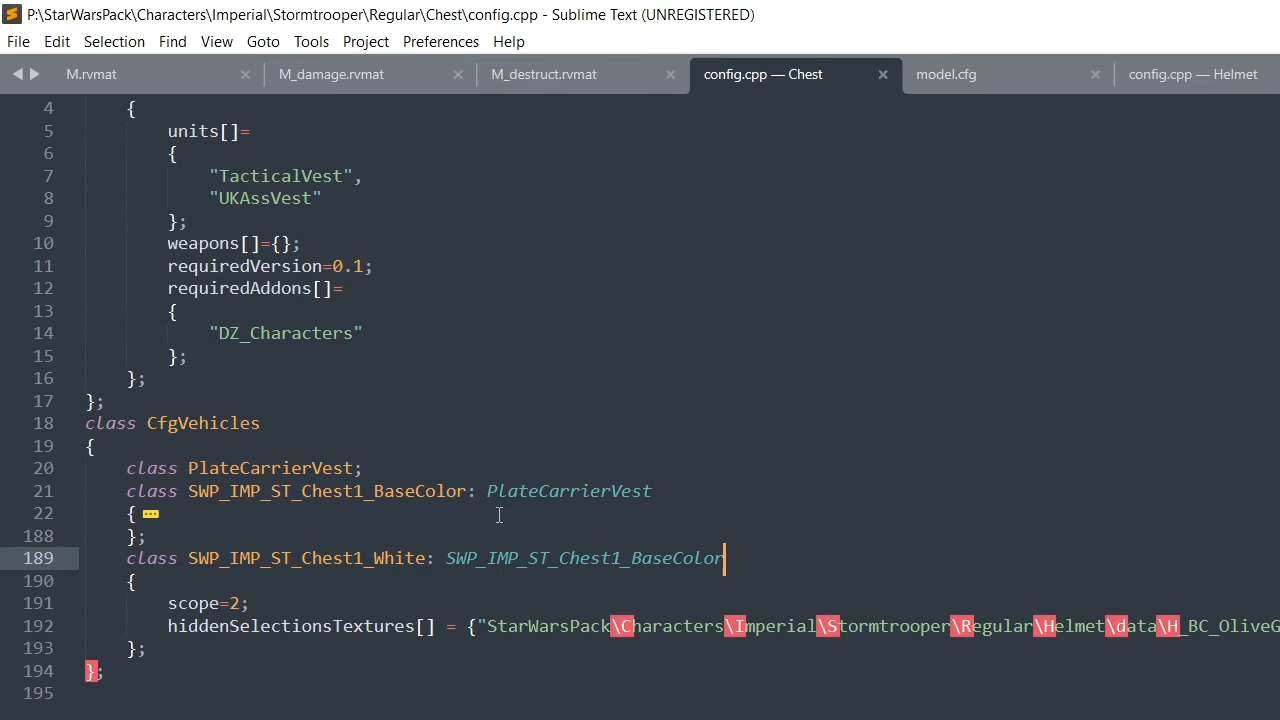 P:\StarWarsPack\Characters\Imperial\Stormtrooper\Regular\Chest\config.cpp - Sublime Text (UNREGISTERED)
File Edit Selection Find View Goto Tools Project Preferences Help
M.rvmat M_damage.rvmat M_destruct.rvmat config.cpp — Chest model.cfg config.cpp — Helmet
4 {
5 units[]=
6 {
7 "TacticalVest",
8 "UKAssVest"
9 };
10 weapons[]={};
11 requiredVersion=0.1;
12 requiredAddons[]=
13 {
14 "DZ_Characters"
15 };
16 };
17 };
18 class CfgVehicles
19 {
20 class PlateCarrierVest;
21 class SWP_IMP_ST_Chest1_BaseColor: PlateCarrierVest
22 {
188 };
189 class SWP_IMP_ST_Chest1_White: SWP_IMP_ST_Chest1_BaseColor
190 {
191 scope=2;
192 hiddenSelectionsTextures[] = {"StarWarsPack\Characters\Imperial\Stormtrooper\Regular\Helmet\data\H_BC_OliveG
193 };
194 };
195